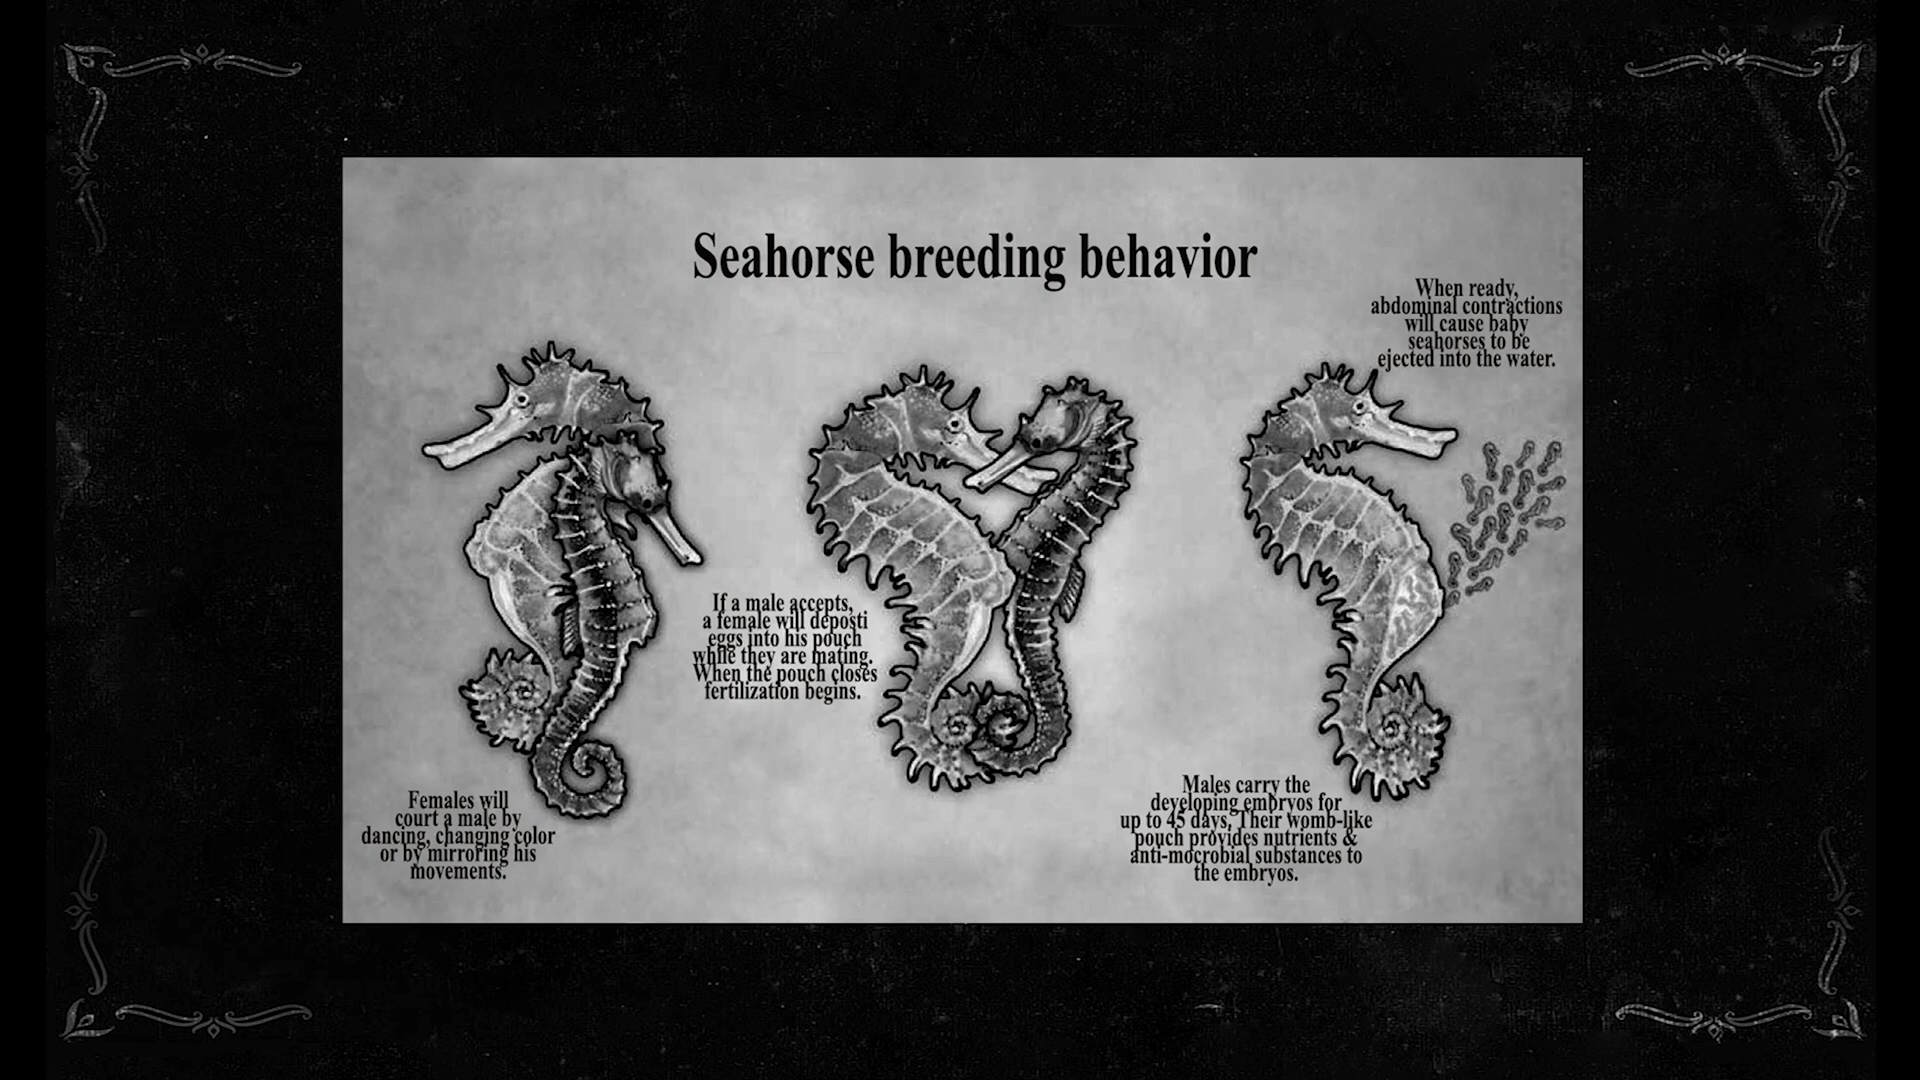 Seahorse breeding behavior
When ready,
abdominal contractions
will cause baby
seahorses to be
ejected into the water.
If a male accepts,
a female will deposti
eggs into his pouch
while they are mating.
When the pouch closes
fertilization begins.
Females will
court a male by
dancing, changing color
or by mirroring his
movements.
Males carry the
developing embryos for
up to 45 days, Their womb-like
pouch provides nutrients &
anti-mocrobial substances to
the embryos.